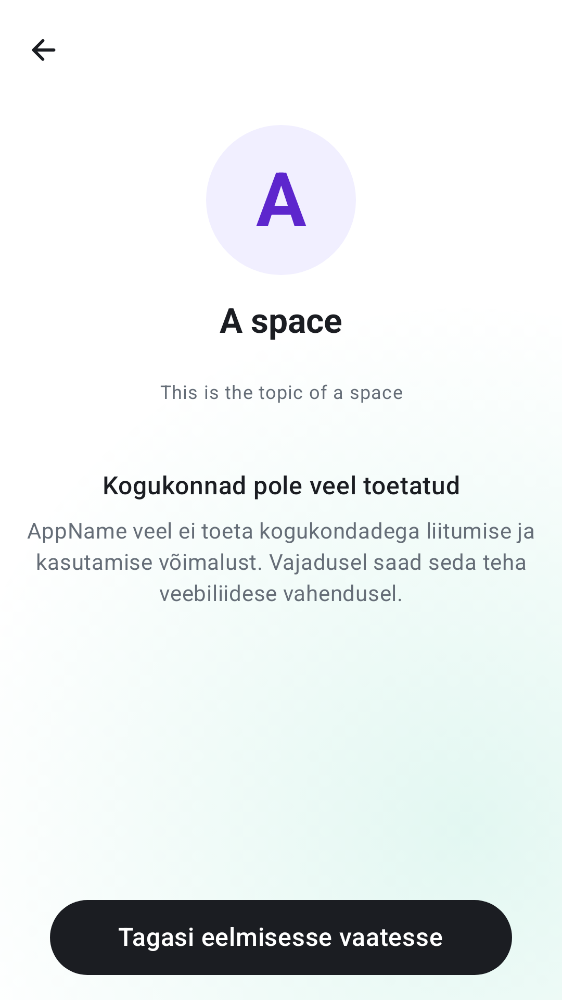 A
A space
This is the topic of a space
Kogukonnad pole veel toetatud
AppName veel ei toeta kogukondadega liitumise ja
kasutamise võimalust. Vajadusel saad seda teha
veebiliidese vahendusel.
Tagasi eelmisesse vaatesse